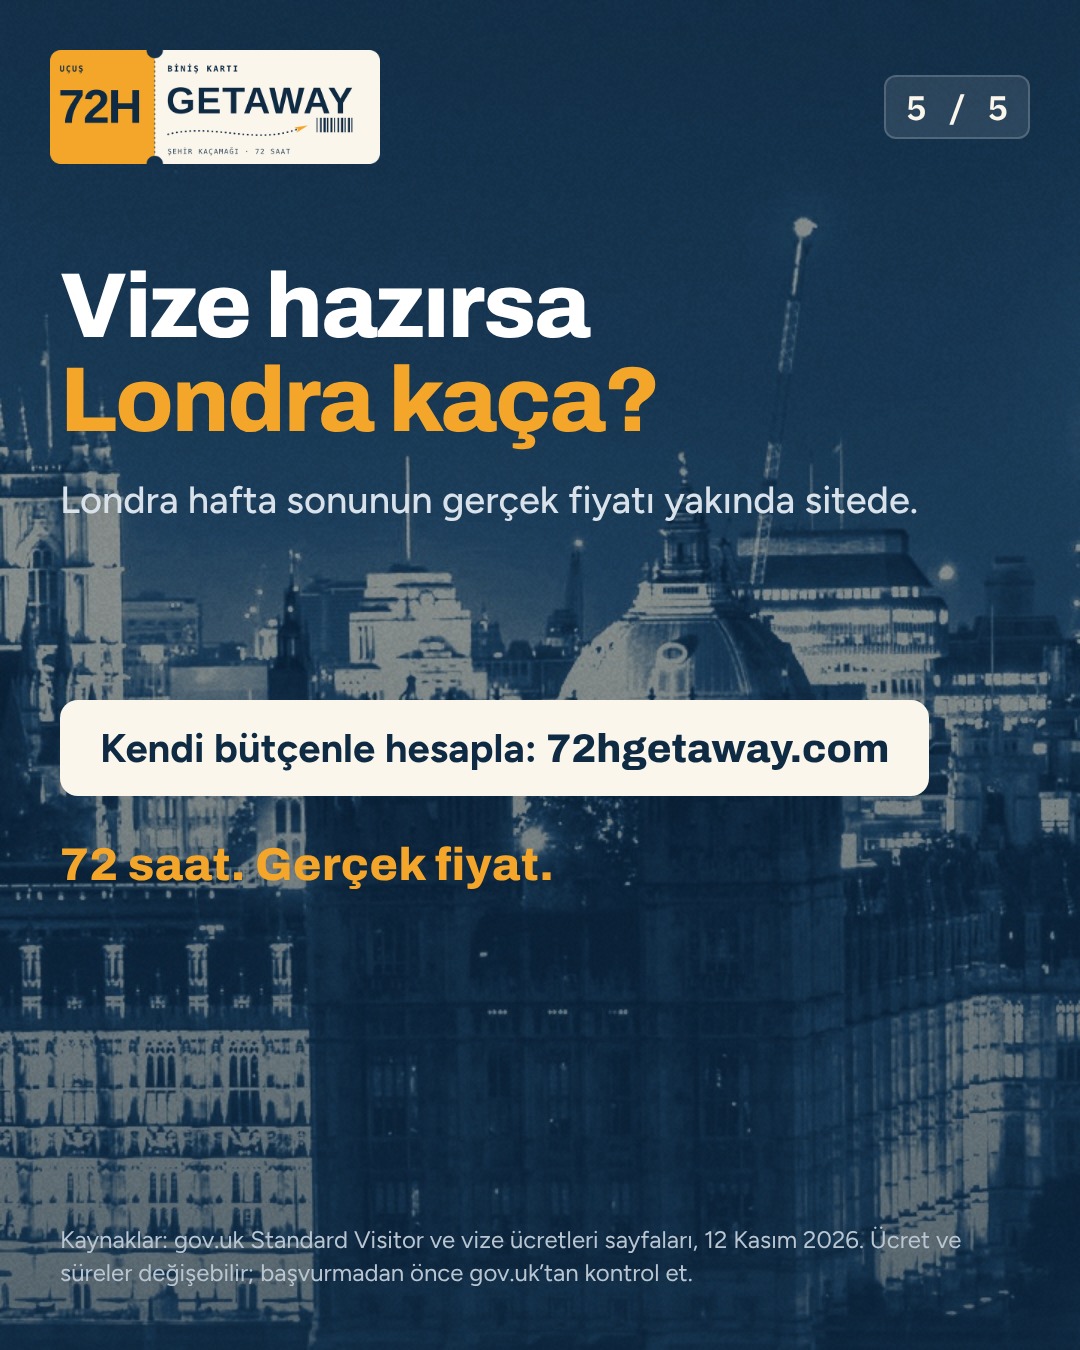 UÇUŞ
72H
BİNİŞ KARTI
GETAWAY
ŞEHİR KAÇAMAĞI · 72 SAAT
5 / 5
Vize hazırsa
Londra kaça?
Londra hafta sonunun gerçek fiyatı yakında sitede.
Kendi bütçenle hesapla: 72hgetaway.com
72 saat. Gerçek fiyat.
Kaynaklar: gov.uk Standard Visitor ve vize ücretleri sayfaları, 12 Kasım 2026. Ücret ve
süreler değişebilir; başvurmadan önce gov.uk’tan kontrol et.